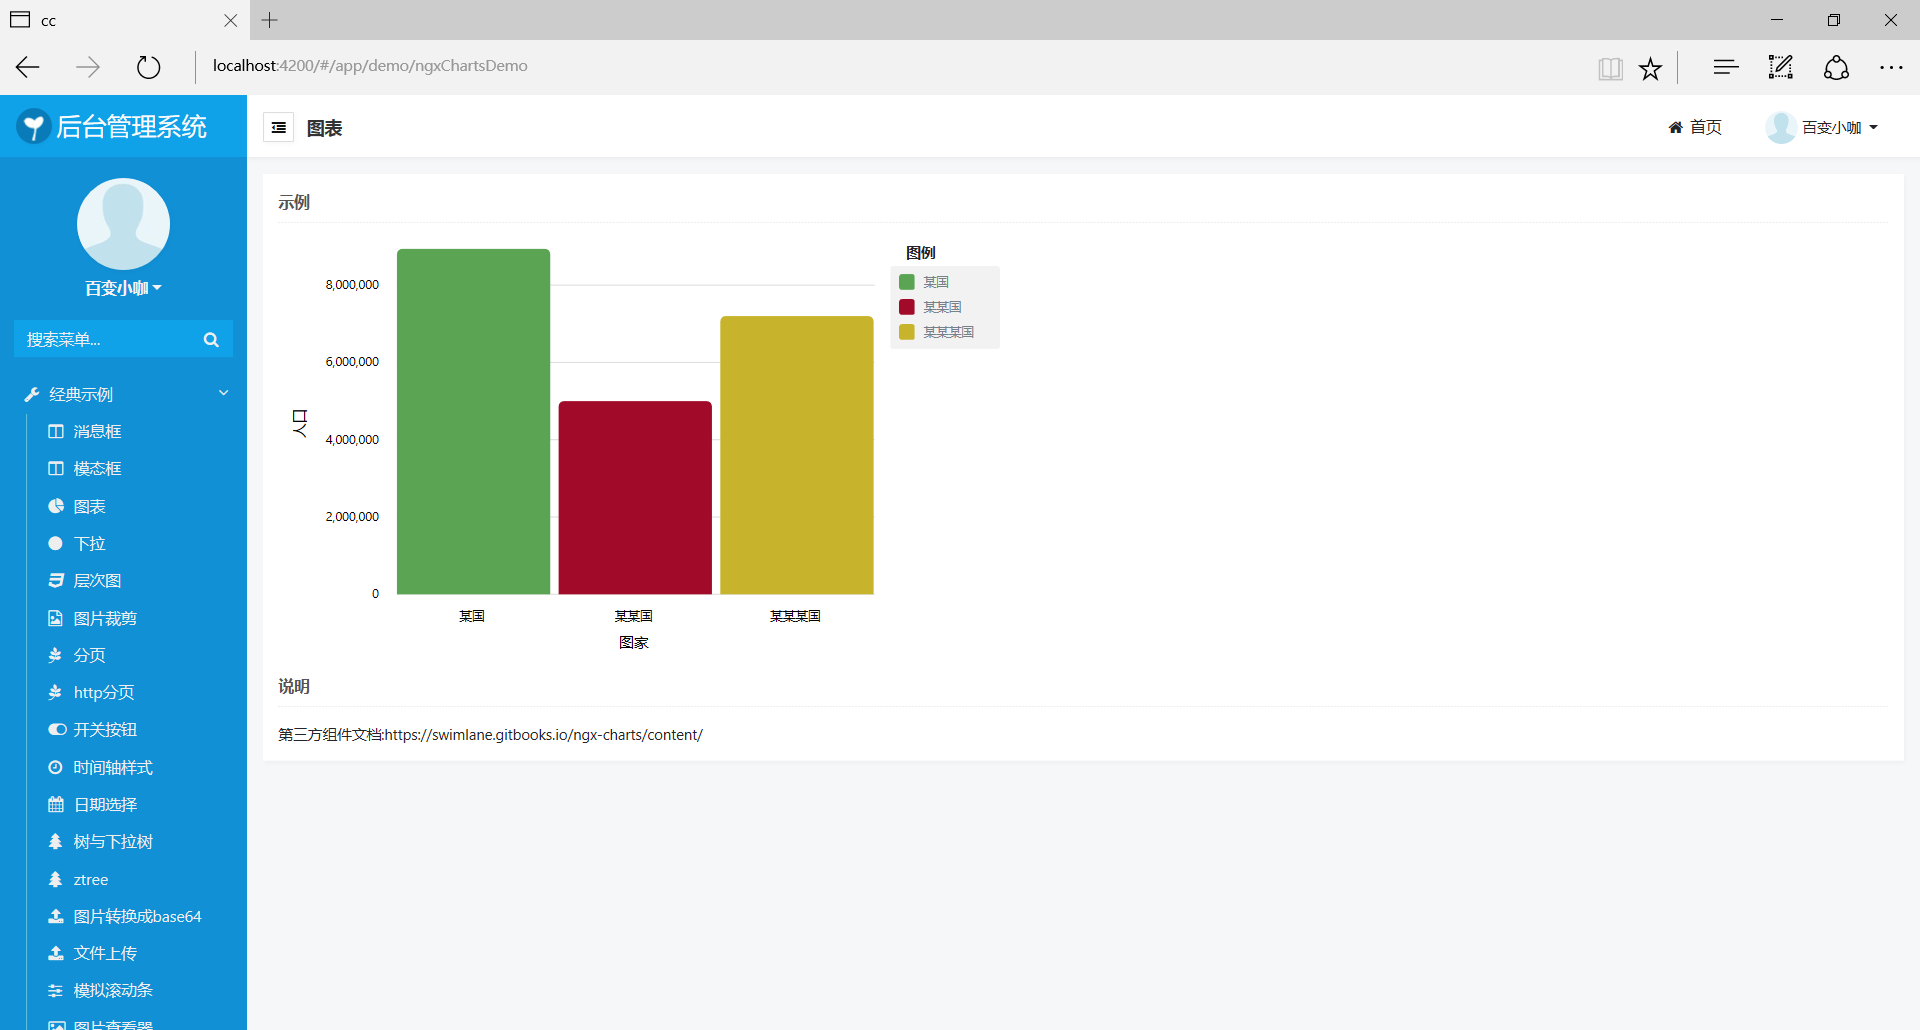 cc
localhost:4200/#/app/demo/ngxChartsDemo
后台管理系统
图表
首页
百变小咖
百变小咖
搜索菜单...
经典示例
消息框
模态框
图表
下拉
层次图
图片裁剪
分页
http分页
开关按钮
时间轴样式
日期选择
树与下拉树
ztree
图片转换成base64
文件上传
模拟滚动条
图片查看器
示例
8,000,000
6,000,000
4,000,000
2,000,000
0
人口
某国
某某国
某某某国
图家
图例
某国
某某国
某某某国
说明
第三方组件文档:https://swimlane.gitbooks.io/ngx-charts/content/